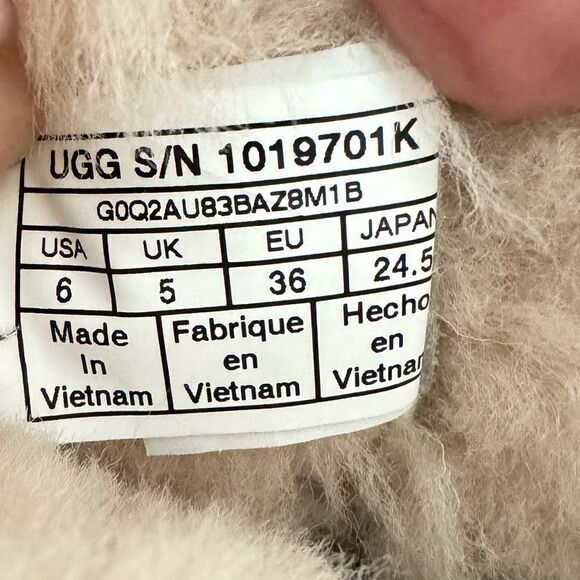 UGG S/N 1019701K
G0Q2AU83BAZ8M1B
USA UK EU JAPAN
6 5 36 24.5
Made In Vietnam
Fabrique en Vietnam
Hecho en Vietnam